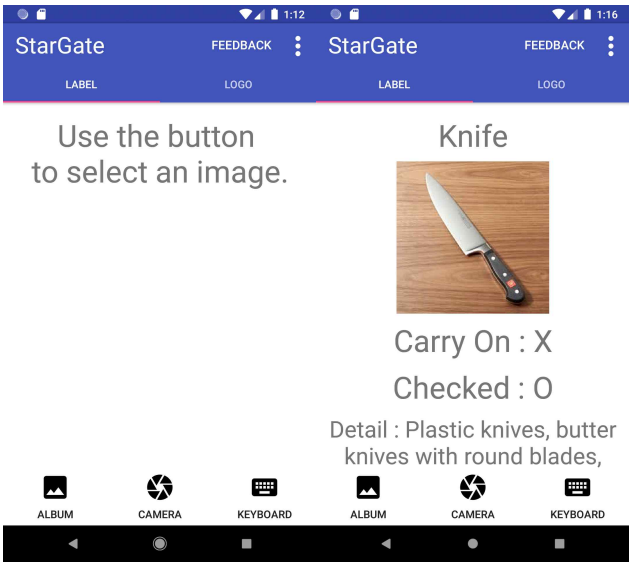 1:12
StarGate
FEEDBACK
LABEL
LOGO
Use the button
to select an image.
ALBUM
CAMERA
KEYBOARD
1:16
StarGate
FEEDBACK
LABEL
LOGO
Knife
Carry On : X
Checked : O
Detail : Plastic knives, butter
knives with round blades,
ALBUM
CAMERA
KEYBOARD